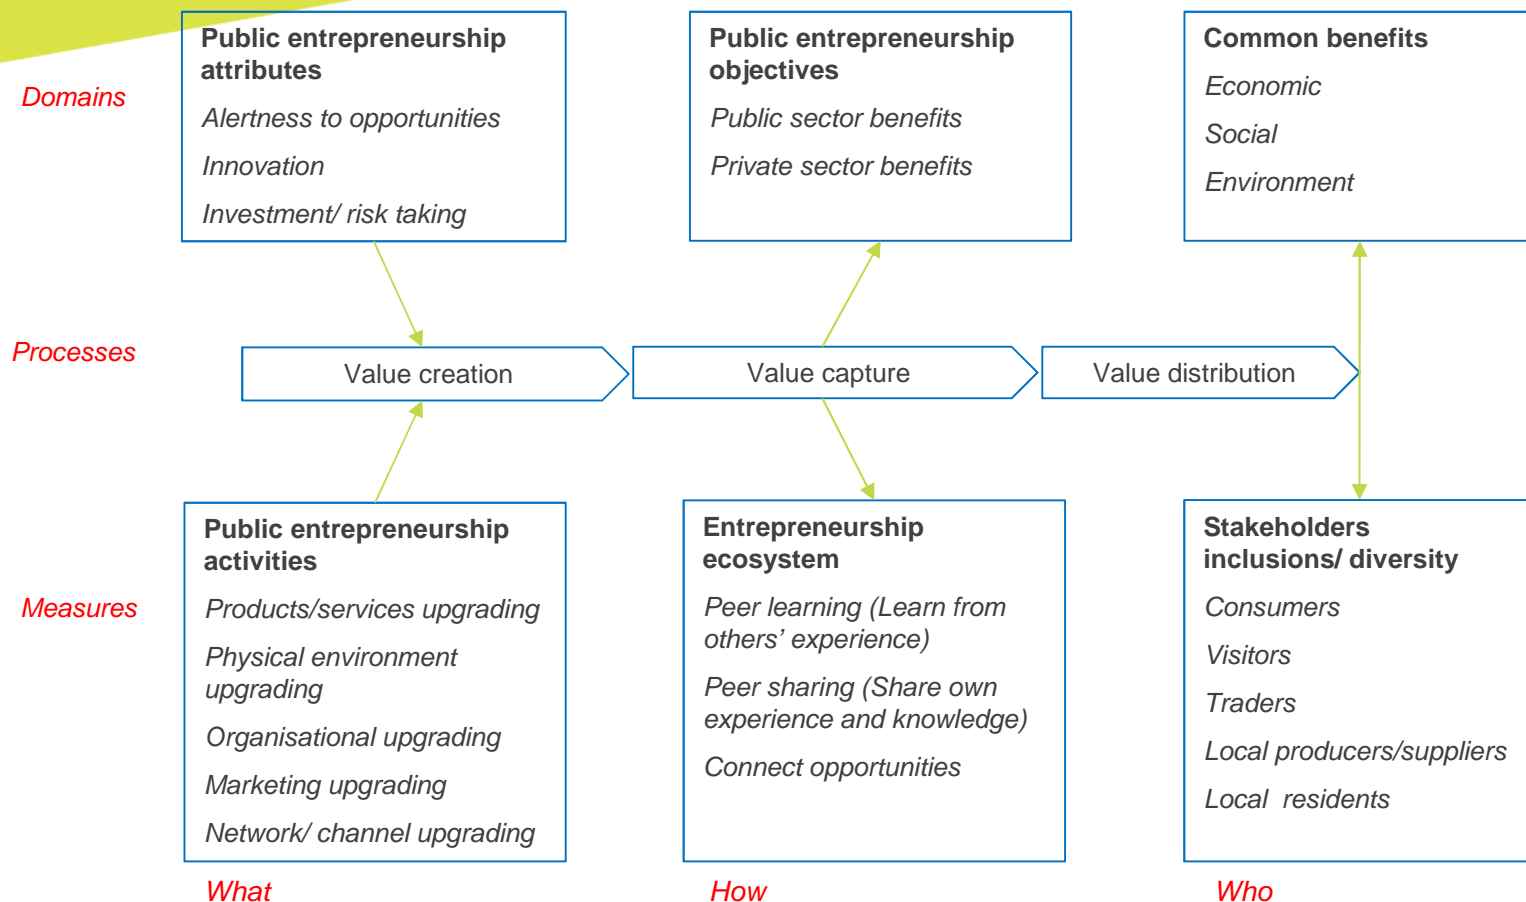 Domains
Public entrepreneurship
attributes
Alertness to opportunities
Innovation
Investment/ risk taking
Public entrepreneurship
objectives
Public sector benefits
Private sector benefits
Common benefits
Economic
Social
Environment
Processes
Value creation
Value capture
Value distribution
Measures
Public entrepreneurship
activities
Products/services upgrading
Physical environment
upgrading
Organisational upgrading
Marketing upgrading
Network/ channel upgrading
Entrepreneurship
ecosystem
Peer learning (Learn from
others’ experience)
Peer sharing (Share own
experience and knowledge)
Connect opportunities
Stakeholders
inclusions/ diversity
Consumers
Visitors
Traders
Local producers/suppliers
Local residents
What
How
Who